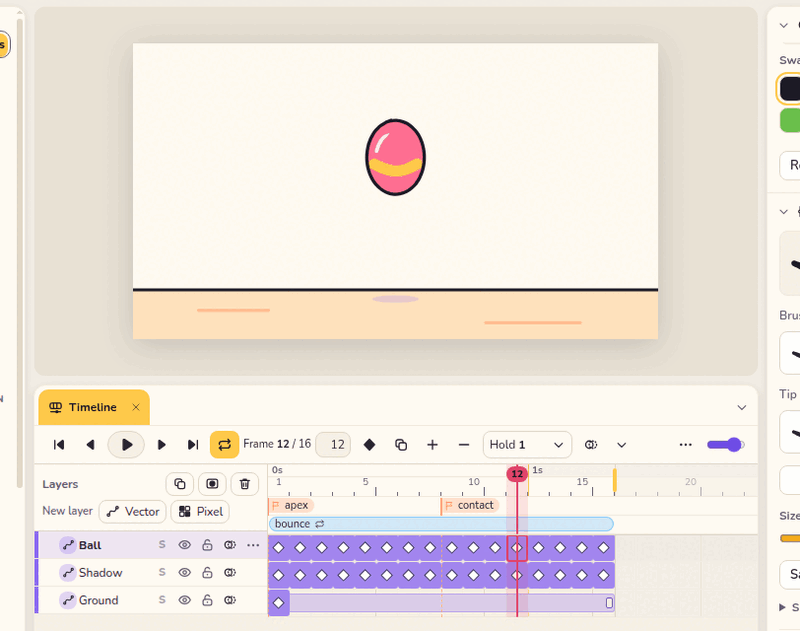 Swa
Timeline
Frame 12 / 16
12
Hold 1
Layers
New layer
Vector
Pixel
0s
1s
1
5
10
12
15
20
apex
contact
bounce
Ball
S
Shadow
S
Ground
S
Brus
Tip
Size
Sa
S